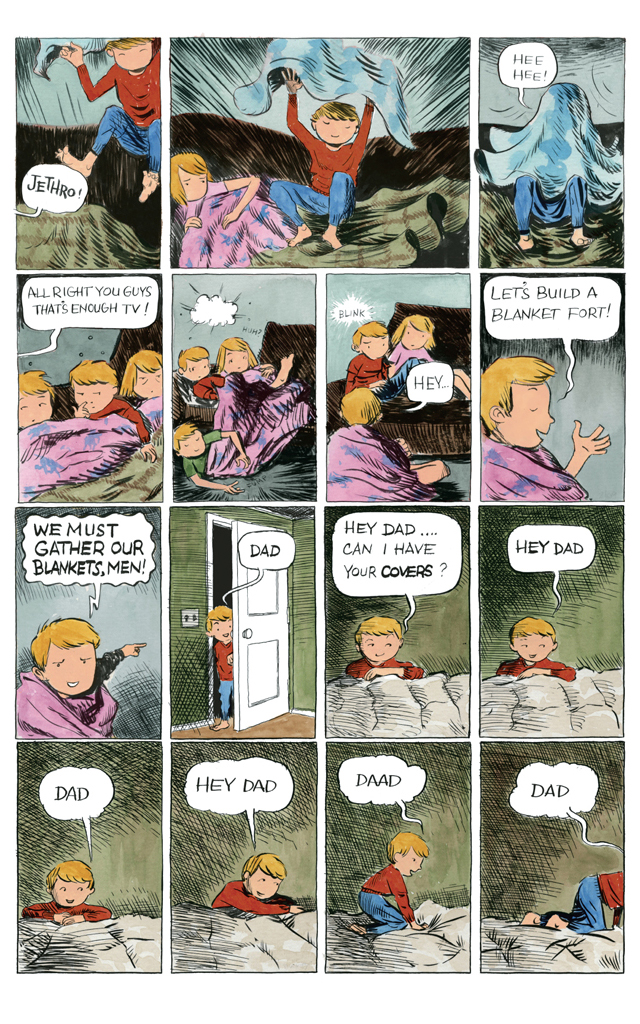 JETHRO!
HEE
HEE!
ALL RIGHT YOU GUYS
THAT'S ENOUGH TV!
HUH?
BLINK
HEY...
LET'S BUILD A
BLANKET FORT!
WE MUST
GATHER OUR
BLANKETS, MEN!
DAD
HEY DAD ....
CAN I HAVE
YOUR COVERS ?
HEY DAD
DAD
HEY DAD
DAAD
DAD